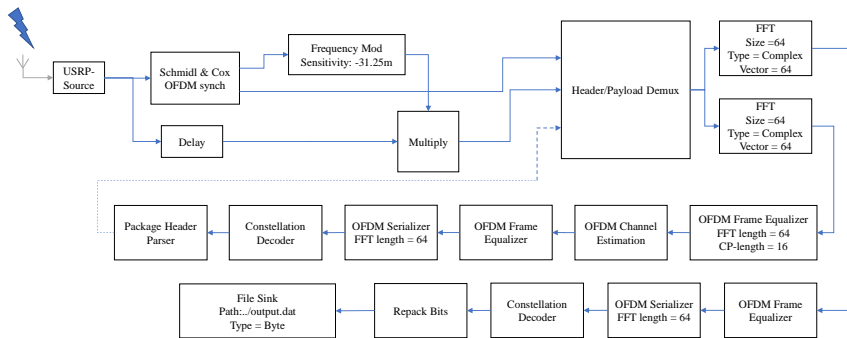 USRP-
Source
Schmidl & Cox
OFDM synch
Frequency Mod
Sensitivity: -31.25m
Delay
Multiply
Header/Payload Demux
FFT
Size =64
Type = Complex
Vector = 64
FFT
Size =64
Type = Complex
Vector = 64
Package Header
Parser
Constellation
Decoder
OFDM Serializer
FFT length = 64
OFDM Frame
Equalizer
OFDM Channel
Estimation
OFDM Frame Equalizer
FFT length = 64
CP-length = 16
File Sink
Path:../output.dat
Type = Byte
Repack Bits
Constellation
Decoder
OFDM Serializer
FFT length = 64
OFDM Frame
Equalizer